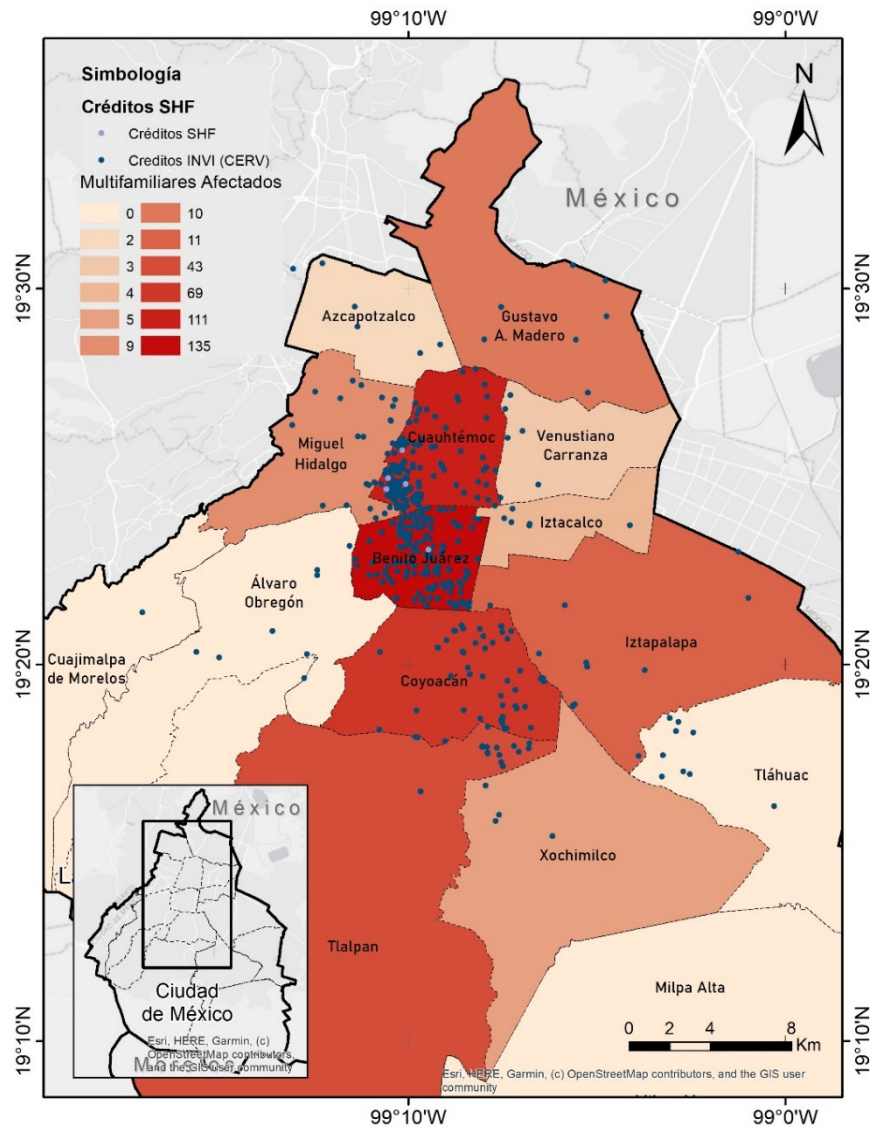 99°10'W
99°0'W
Simbología
Créditos SHF
Créditos SHF
Creditos INVI (CERV)
Multifamiliares Afectados
0
10
2
11
3
43
4
69
5
111
9
135
N
México
19°30'N
19°30'N
Azcapotzalco
Gustavo
A. Madero
Cuauhtémoc
Miguel
Hidalgo
Venustiano
Carranza
Iztacalco
Benito Juárez
Álvaro
Obregón
Iztapalapa
Cuajimalpa
de Morelos
19°20'N
19°20'N
Coyoacán
Tláhuac
Xochimilco
México
L
Tlalpan
Milpa Alta
Ciudad
de México
Esri, HERE, Garmin, (c)
OpenStreetMap contributors,
and the GIS user community
Morelos
0 2 4 8
Km
19°10'N
19°10'N
Esri, HERE, Garmin, (c) OpenStreetMap contributors, and the GIS user
community
99°10'W
99°0'W